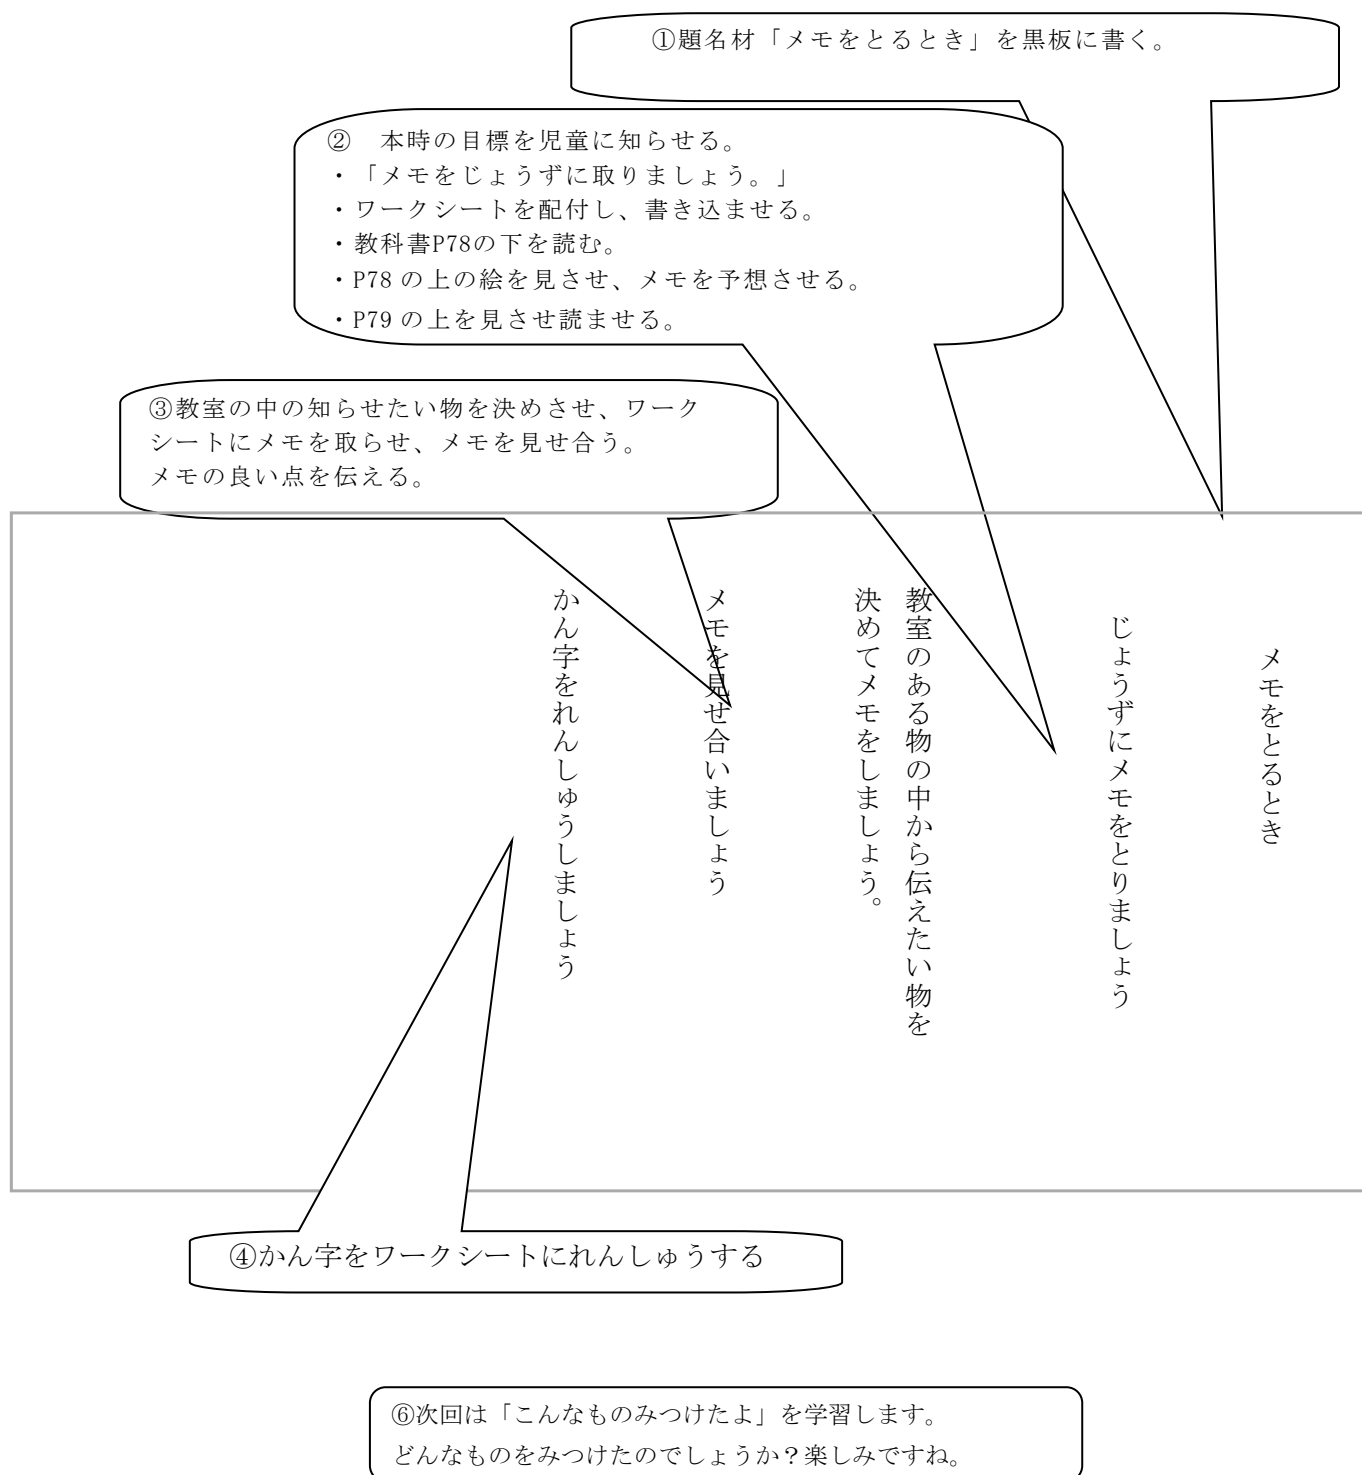 ①題名材「メモをとるとき」を黒板に書く。
②　本時の目標を児童に知らせる。
・「メモをじょうずに取りましょう。」
・ワークシートを配付し、書き込ませる。
・教科書P78の下を読む。
・P78 の上の絵を見させ、メモを予想させる。
・P79 の上を見させ読ませる。
③教室の中の知らせたい物を決めさせ、ワーク
シートにメモを取らせ、メモを見せ合う。
メモの良い点を伝える。
メモをとるとき
じょうずにメモをとりましょう
教室のある物の中から伝えたい物を
決めてメモをしましょう。
メモを見せ合いましょう
かん字をれんしゅうしましょう
④かん字をワークシートにれんしゅうする
⑥次回は「こんなものみつけたよ」を学習します。
どんなものをみつけたのでしょうか？楽しみですね。